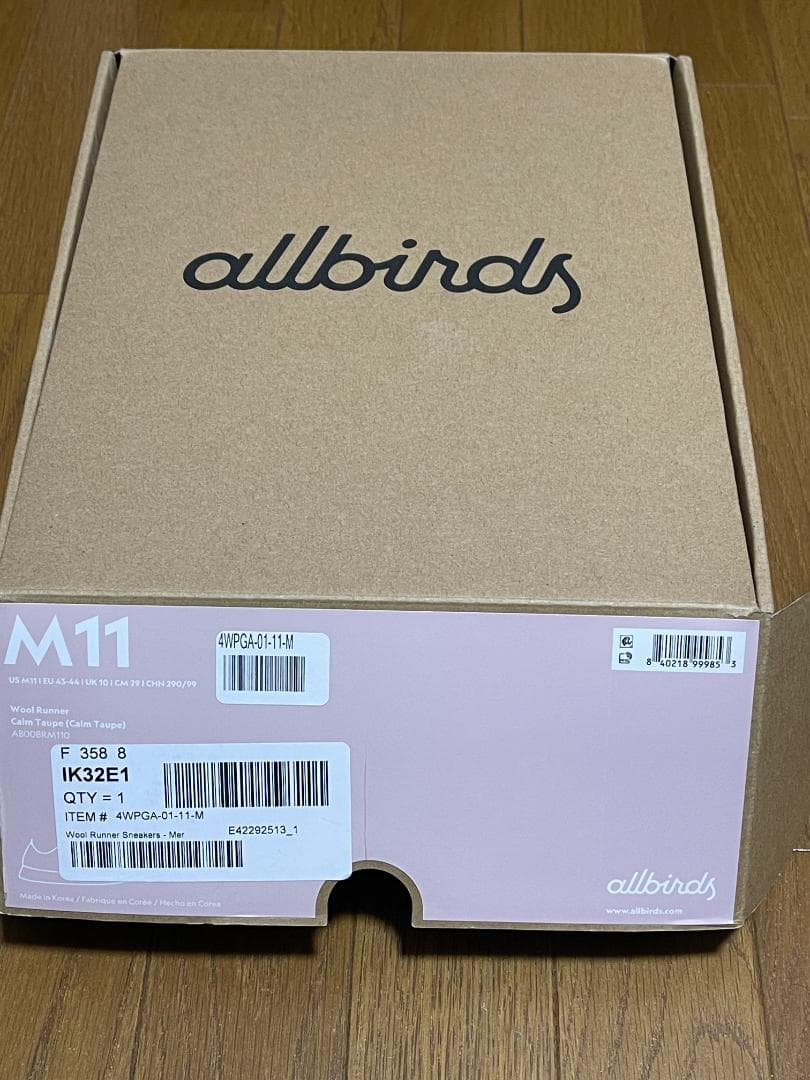 allbirds
M11
US M11 | EU 43-44 | UK 10 | CM 29 | CHN 290/99
Wool Runner
Calm Taupe (Calm Taupe)
AB00BRM110
4WPGA-01-11-M
8 40218 99985 3
F 358 8
IK32E1
QTY = 1
ITEM # 4WPGA-01-11-M
Wool Runner Sneakers - Mer E42292513_1
Made in Korea / Fabriqué en Corée / Hecho en Corea
allbirds
www.allbirds.com